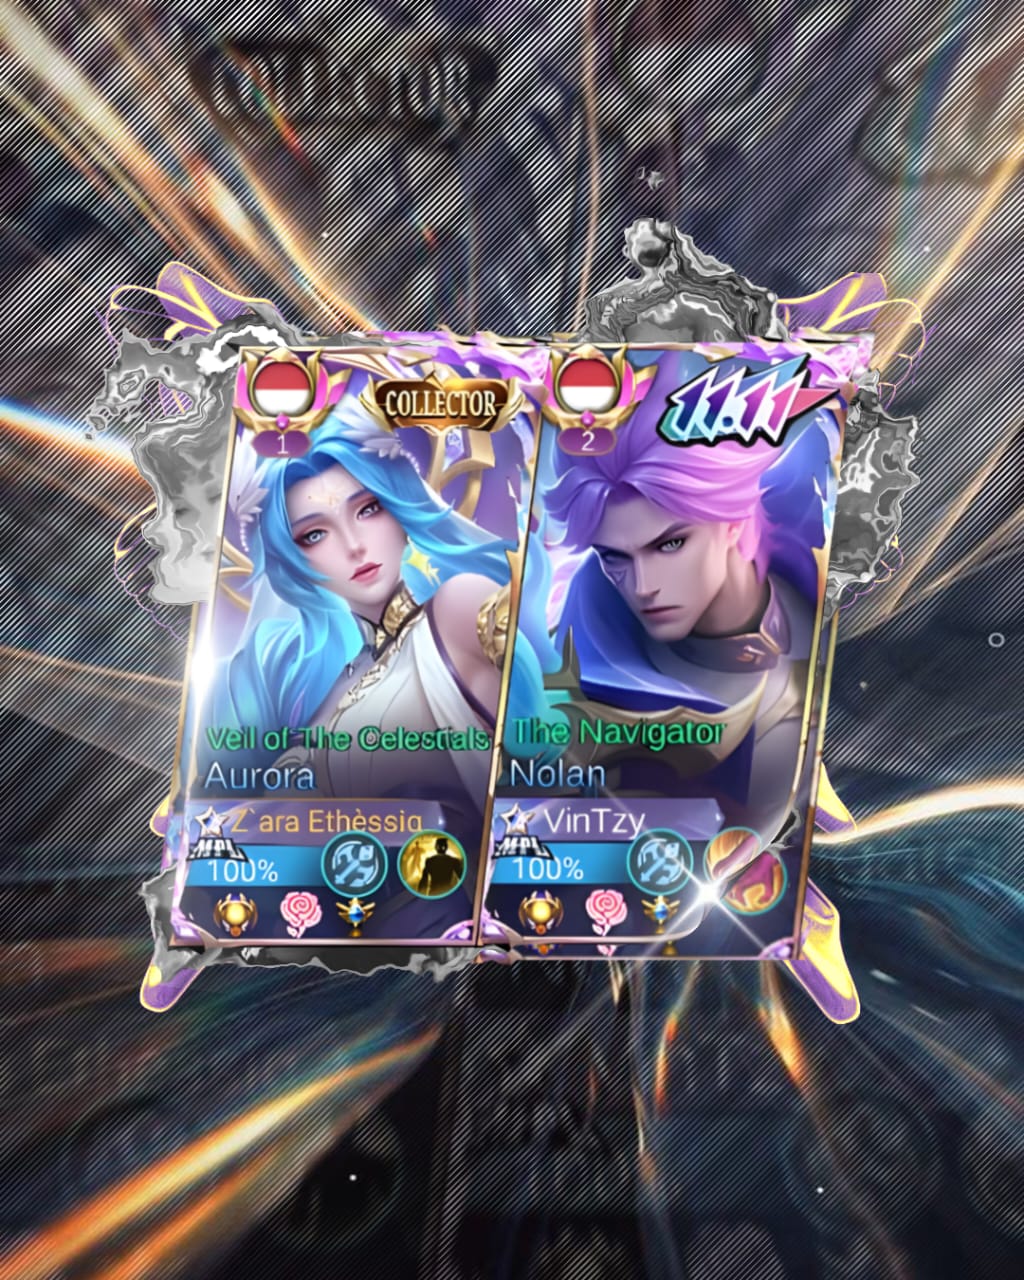 COLLECTOR
11.11
1
2
Veil of The Celestials
The Navigator
Aurora
Nolan
Z`ara Ethèssia
VinTzy
MPL
MPL
100%
100%